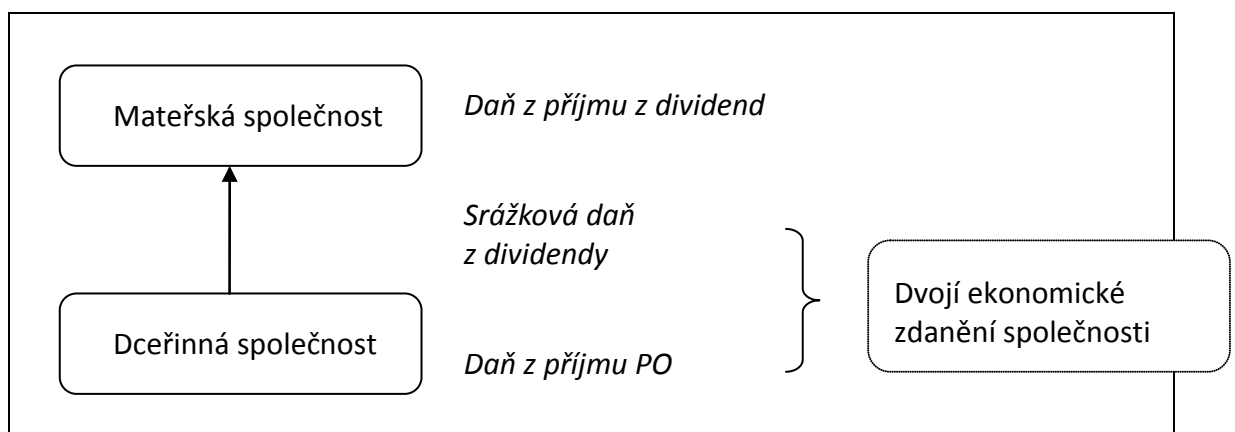 Mateřská společnost
Daň z příjmu z dividend
Srážková daň
z dividendy
Dvojí ekonomické
zdanění společnosti
Dceřinná společnost
Daň z příjmu PO